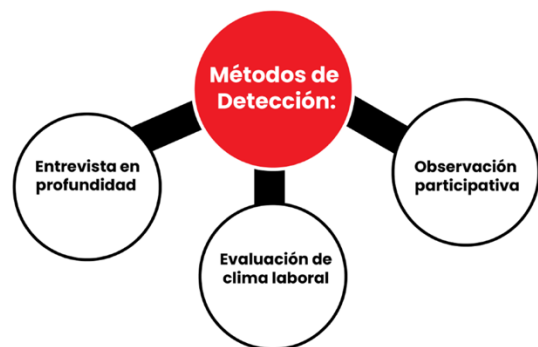 Métodos de
Detección:
Entrevista en
profundidad
Evaluación de
clima laboral
Observación
participativa